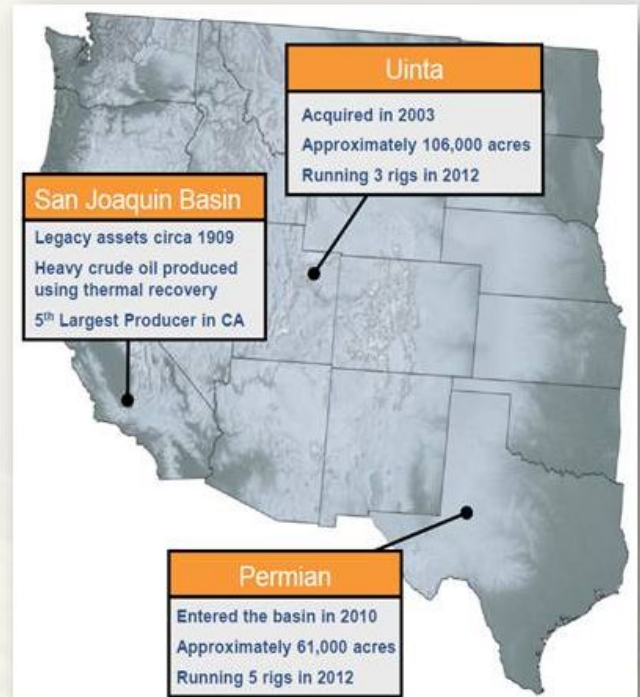 Uinta
Acquired in 2003
Approximately 106,000 acres
Running 3 rigs in 2012
San Joaquin Basin
Legacy assets circa 1909
Heavy crude oil produced
using thermal recovery
5th Largest Producer in CA
Permian
Entered the basin in 2010
Approximately 61,000 acres
Running 5 rigs in 2012